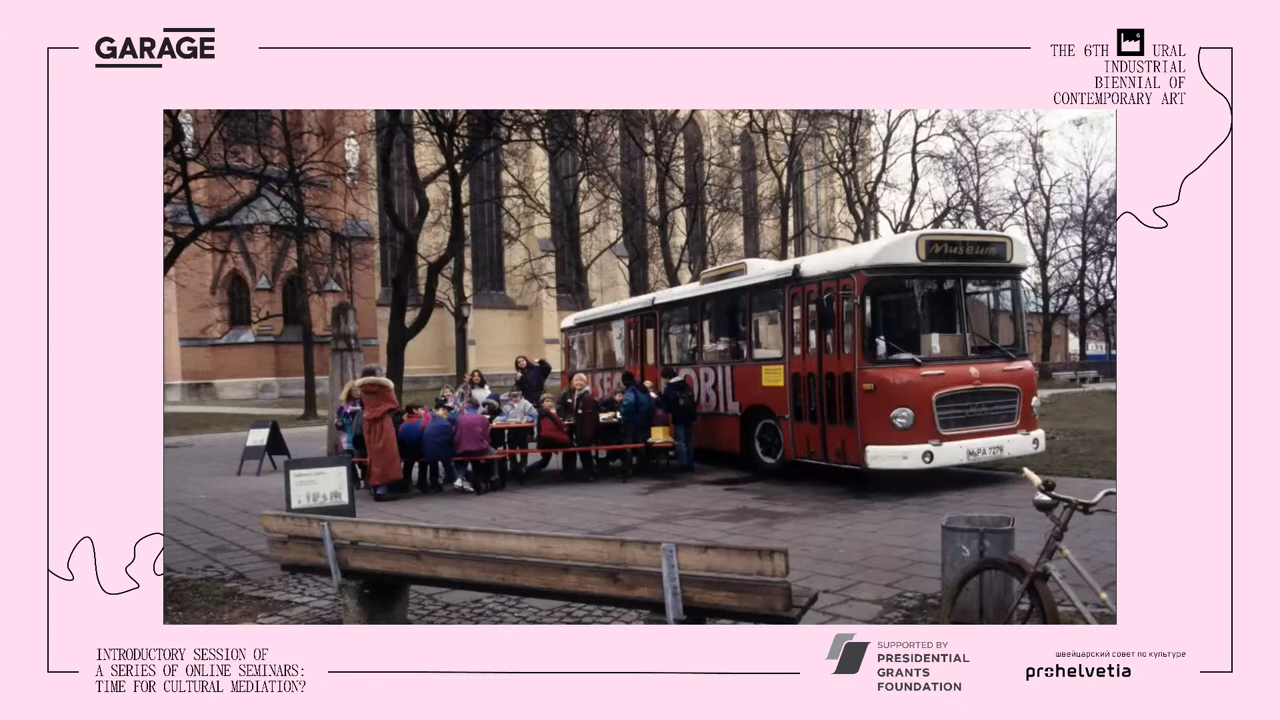 GARAGE
THE 6TH URAL
INDUSTRIAL
BIENNIAL OF
CONTEMPORARY ART
Museum
OBIL
M-PA 7279
INTRODUCTORY SESSION OF
A SERIES OF ONLINE SEMINARS:
TIME FOR CULTURAL MEDIATION?
SUPPORTED BY
PRESIDENTIAL
GRANTS
FOUNDATION
швейцарский совет по культуре
prohelvetia